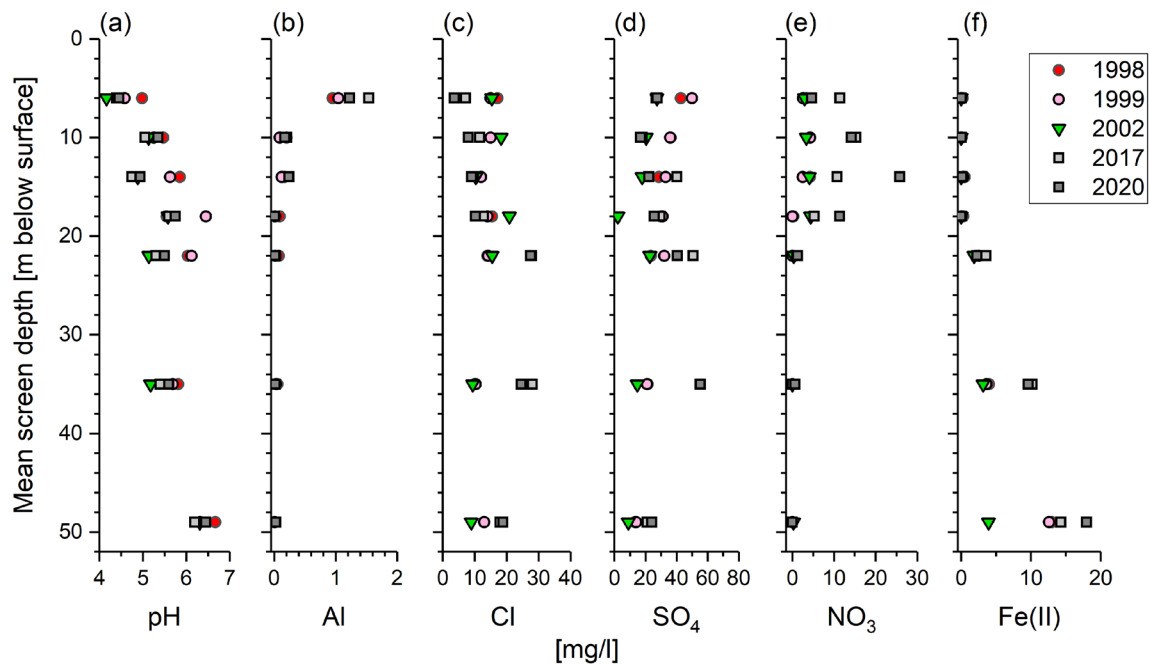 (a) (b) (c) (d) (e) (f)
0
10
20
30
40
50
Mean screen depth [m below surface]
1998
1999
2002
2017
2020
4 5 6 7 0 1 2 0 10 20 30 40 0 20 40 60 80 0 10 20 30 0 10 20
pH Al Cl SO₄ NO₃ Fe(II)
[mg/l]